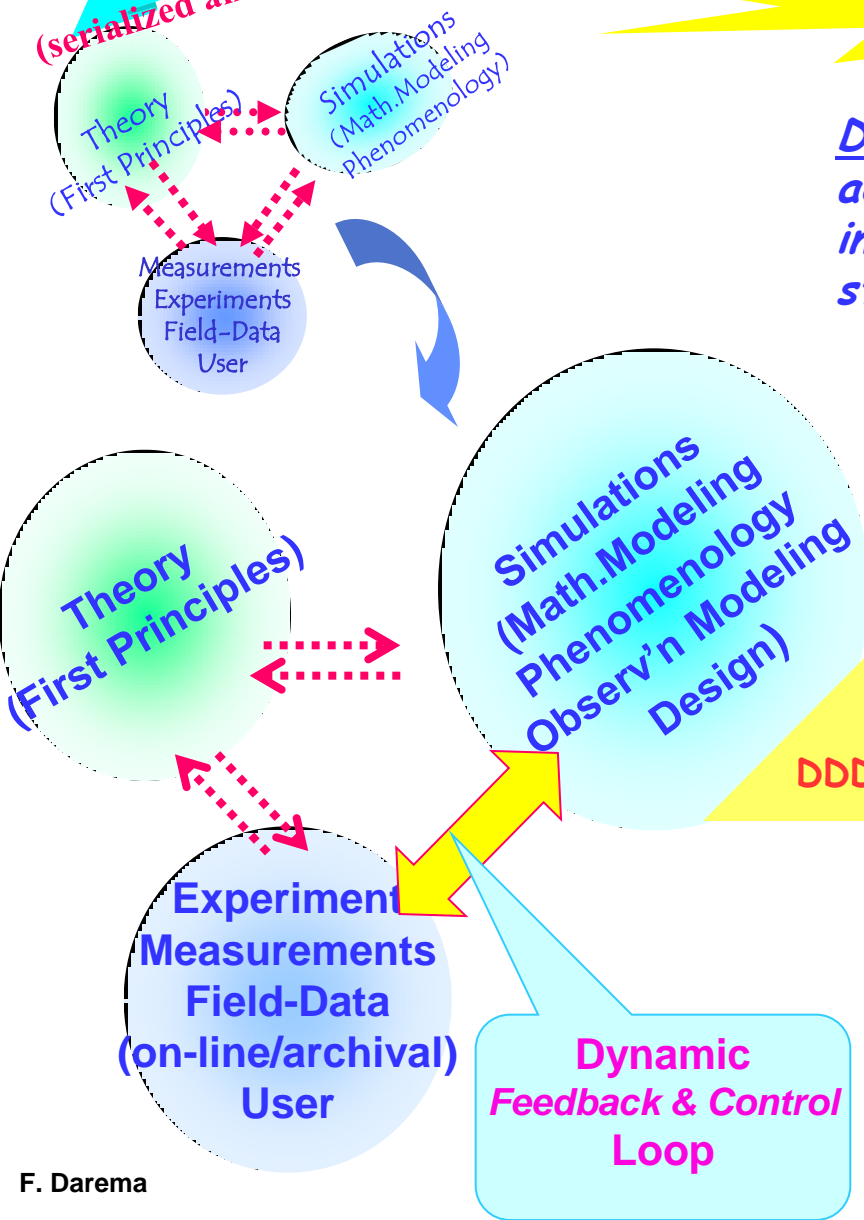 (serialized
Theory
(First Principles)
Simulations
(Math.Modeling
Phenomenology)
Measurements
Experiments
Field-Data
User
Theory
(First Principles)
Simulations
(Math.Modeling
Phenomenology
Observ'n Modeling
Design)
DDD
Experiment
Measurements
Field-Data
(on-line/archival)
User
Dynamic
Feedback & Control
Loop
F. Darema